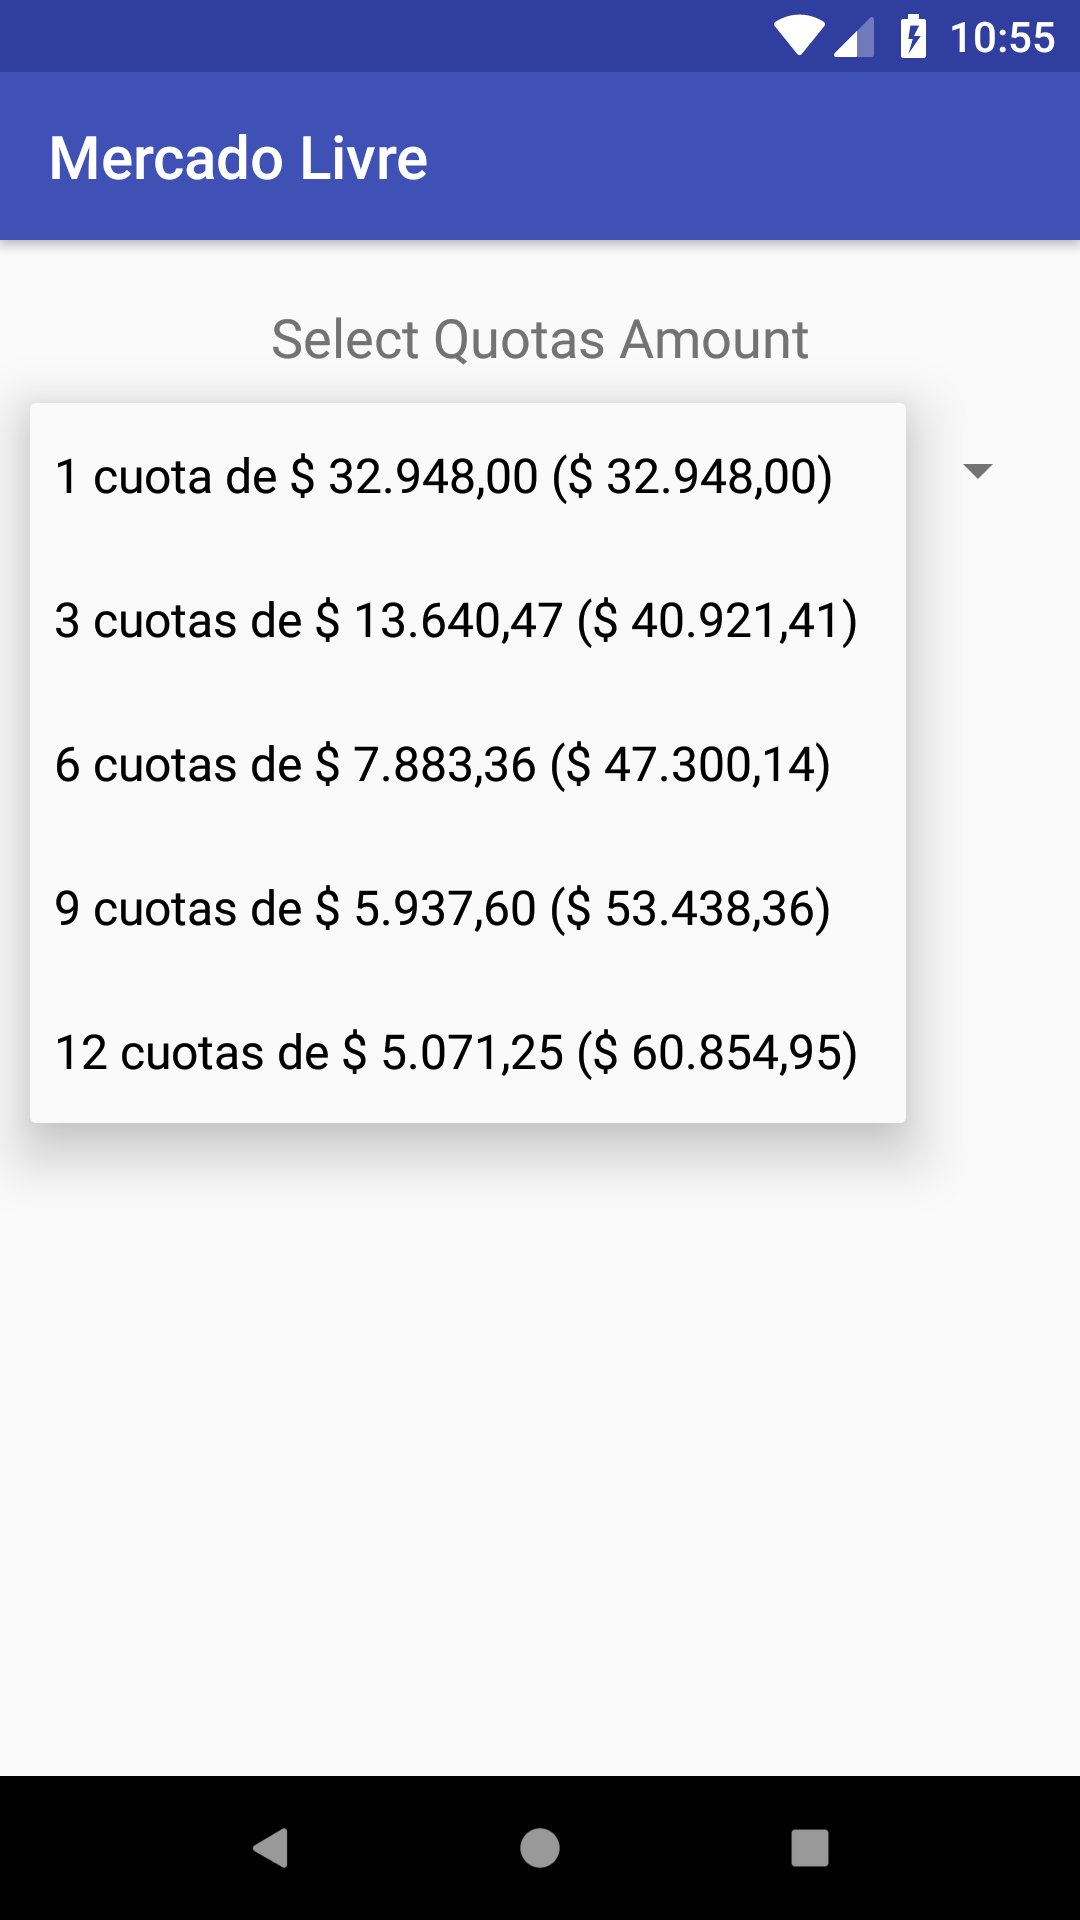 10:55
Mercado Livre
Select Quotas Amount
1 cuota de $ 32.948,00 ($ 32.948,00)
3 cuotas de $ 13.640,47 ($ 40.921,41)
6 cuotas de $ 7.883,36 ($ 47.300,14)
9 cuotas de $ 5.937,60 ($ 53.438,36)
12 cuotas de $ 5.071,25 ($ 60.854,95)